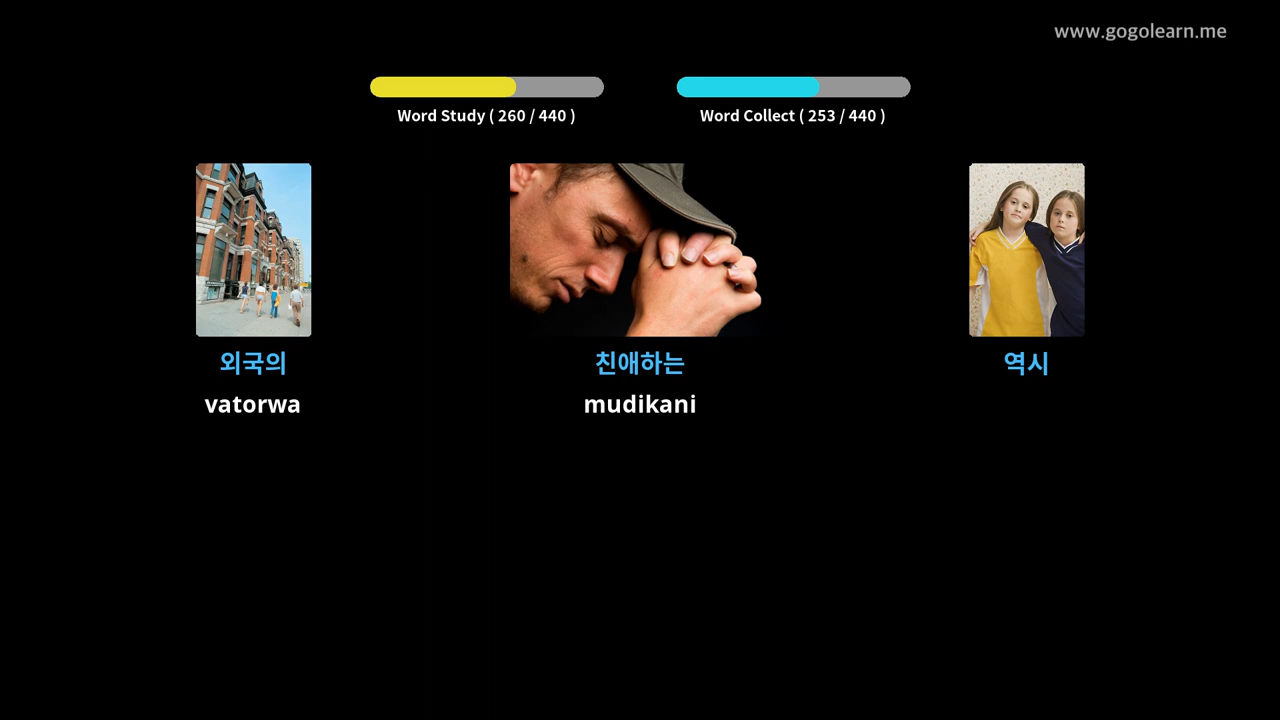 www.gogolearn.me
Word Study ( 260 / 440 )
Word Collect ( 253 / 440 )
외국의
친애하는
역시
vatorwa
mudikani